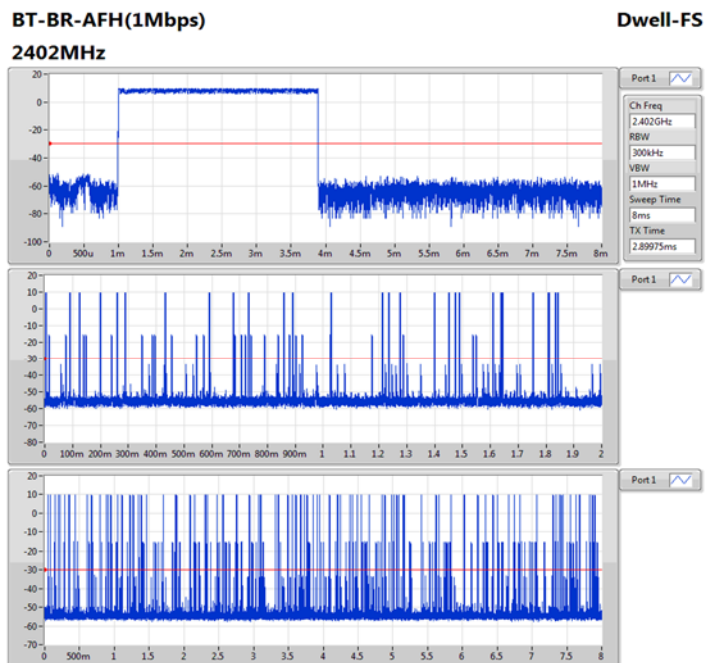 BT-BR-AFH(1Mbps) Dwell-FS
2402MHz
Port 1
20
0
-20
-40
-60
-80
-100
0 500u 1m 1.5m 2m 2.5m 3m 3.5m 4m 4.5m 5m 5.5m 6m 6.5m 7m 7.5m 8m
Ch Freq
2.402GHz
RBW
300kHz
VBW
1MHz
Sweep Time
8ms
TX Time
2.89975ms
Port 1
20
10
0
-10
-20
-30
-40
-50
-60
-70
-80
0 100m 200m 300m 400m 500m 600m 700m 800m 900m 1 1.1 1.2 1.3 1.4 1.5 1.6 1.7 1.8 1.9 2
Port 1
20
10
0
-10
-20
-30
-40
-50
-60
-70
0 500m 1 1.5 2 2.5 3 3.5 4 4.5 5 5.5 6 6.5 7 7.5 8